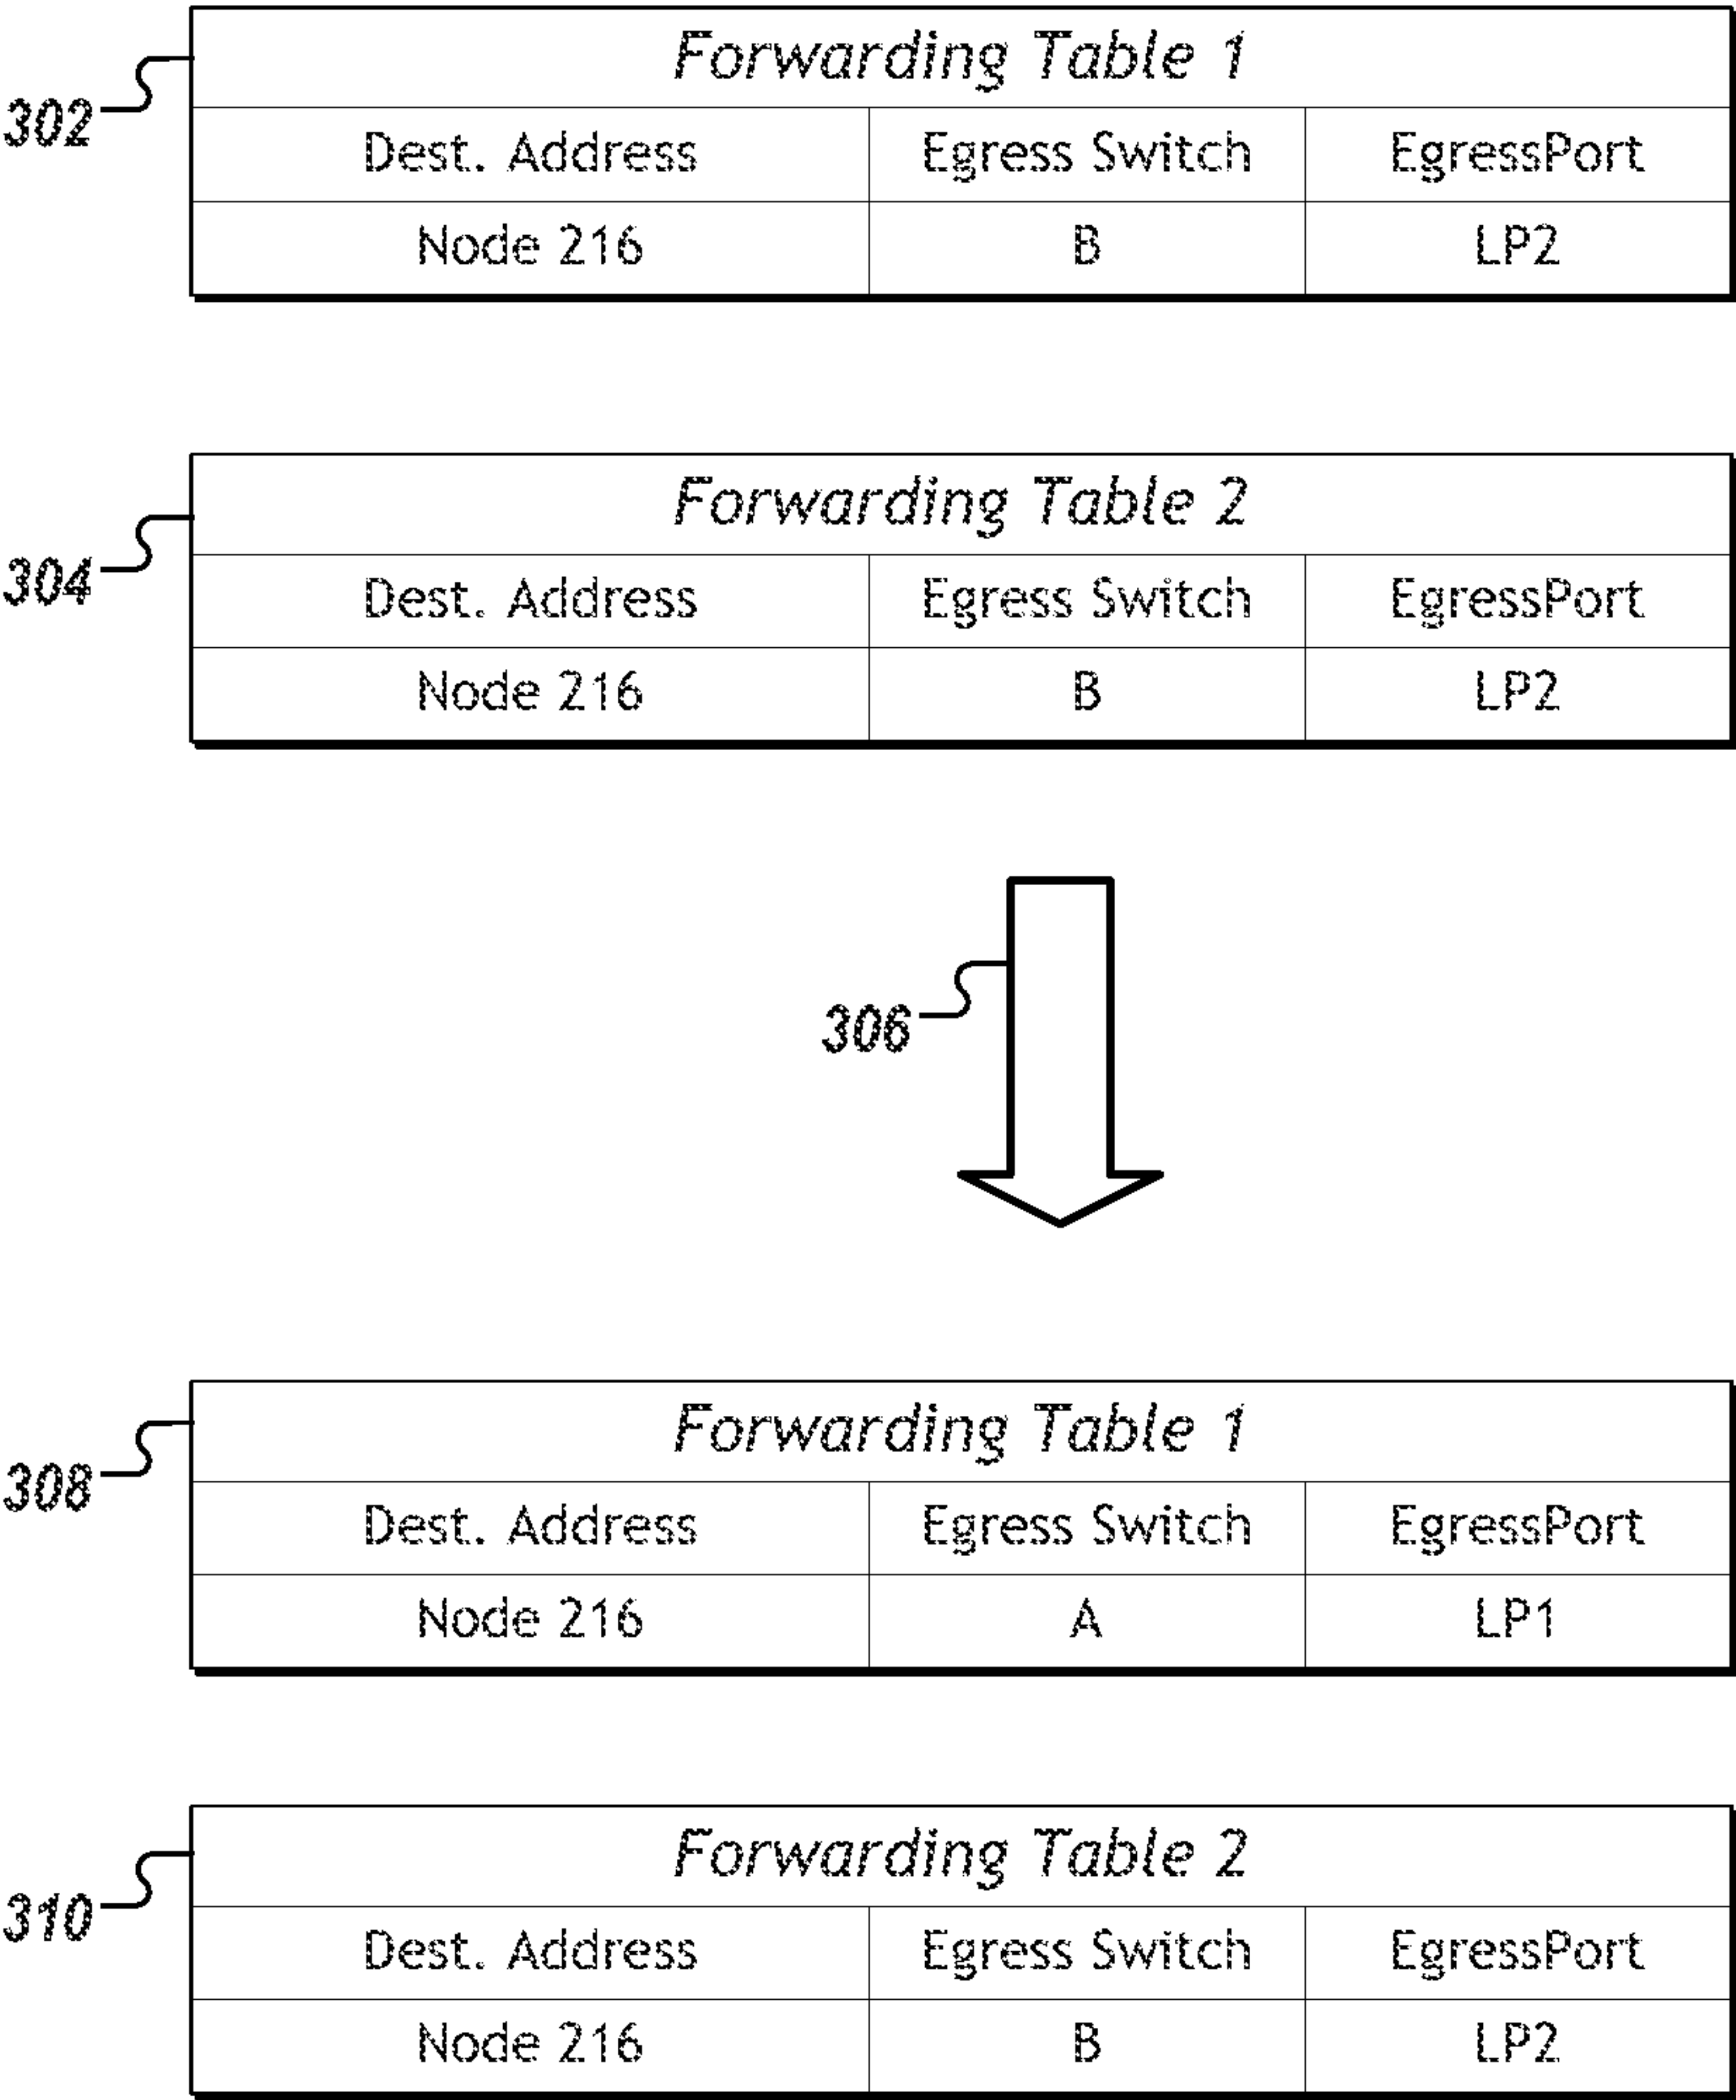 Forwarding Table 1
302
Dest. Address Egress Switch EgressPort
Node 216 B LP2
Forwarding Table 2
304
Dest. Address Egress Switch EgressPort
Node 216 B LP2
306
Forwarding Table 1
308
Dest. Address Egress Switch EgressPort
Node 216 A LP1
Forwarding Table 2
310
Dest. Address Egress Switch EgressPort
Node 216 B LP2